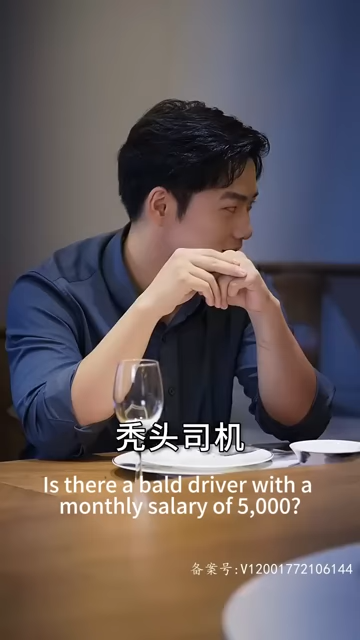 秃头司机
Is there a bald driver with a
monthly salary of 5,000?
备案号:V12001772106144